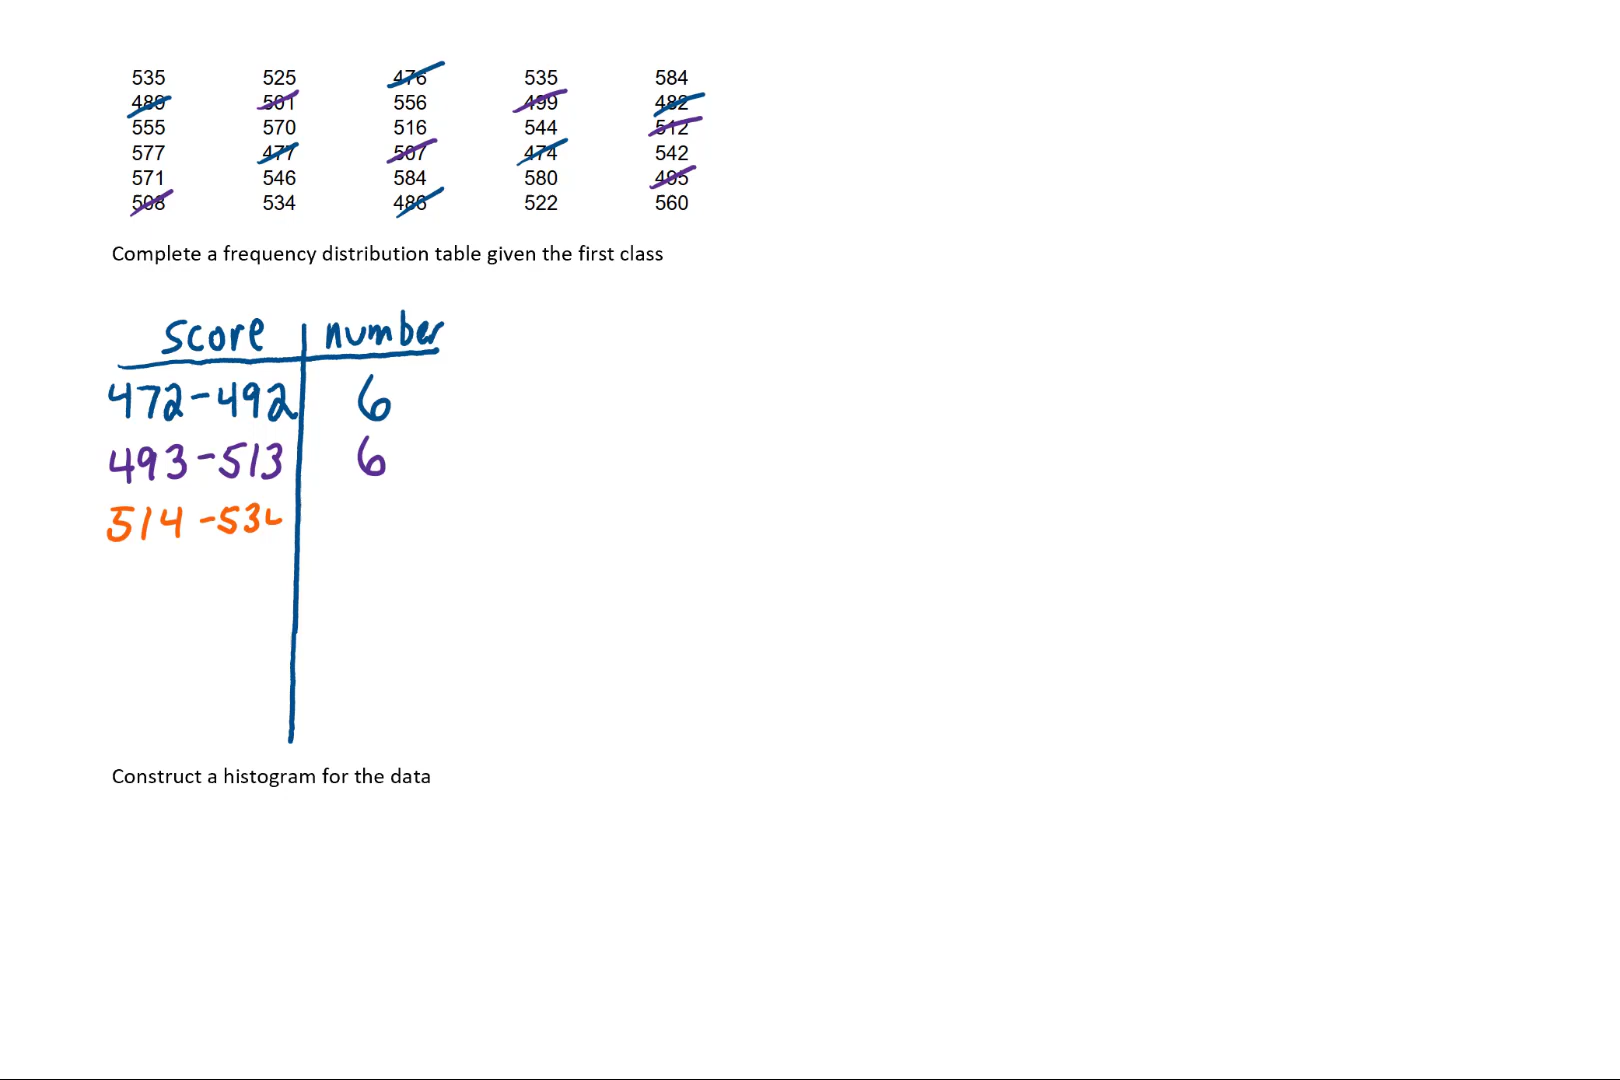 535 525 476 535 584
489 501 556 499 482
555 570 516 544 512
577 477 507 474 542
571 546 584 580 495
508 534 486 522 560
Complete a frequency distribution table given the first class
score number
472-492 6
493-513 6
514-534
Construct a histogram for the data